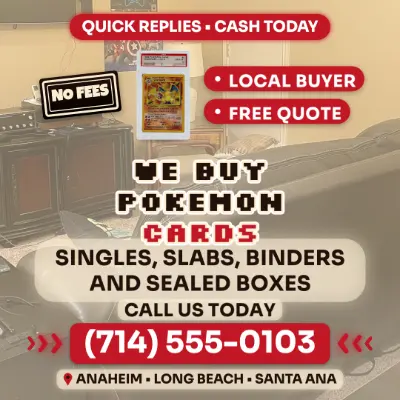 QUICK REPLIES • CASH TODAY
NO FEES
• LOCAL BUYER
• FREE QUOTE
WE BUY
POKEMON
CARDS
SINGLES, SLABS, BINDERS
AND SEALED BOXES
CALL US TODAY
(714) 555-0103
ANAHEIM • LONG BEACH • SANTA ANA